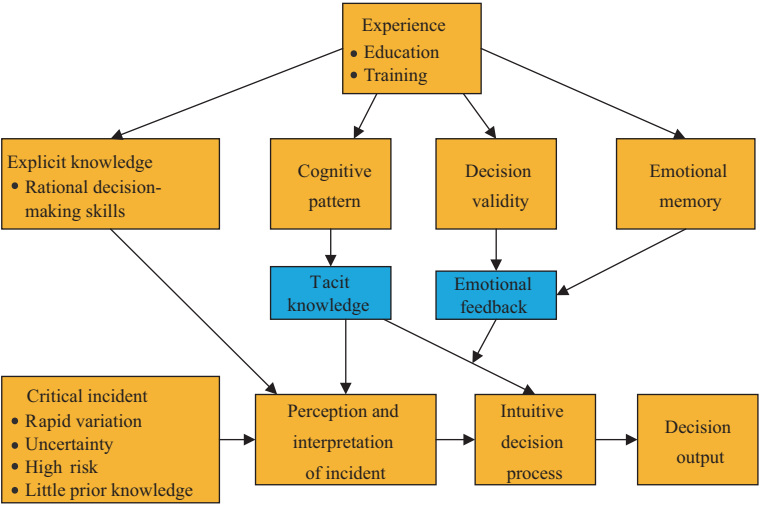 Experience
• Education
• Training
Explicit knowledge
• Rational decision-
making skills
Cognitive
pattern
Decision
validity
Emotional
memory
Tacit
knowledge
Emotional
feedback
Critical incident
• Rapid variation
• Uncertainty
• High risk
• Little prior knowledge
Perception and
interpretation
of incident
Intuitive
decision
process
Decision
output